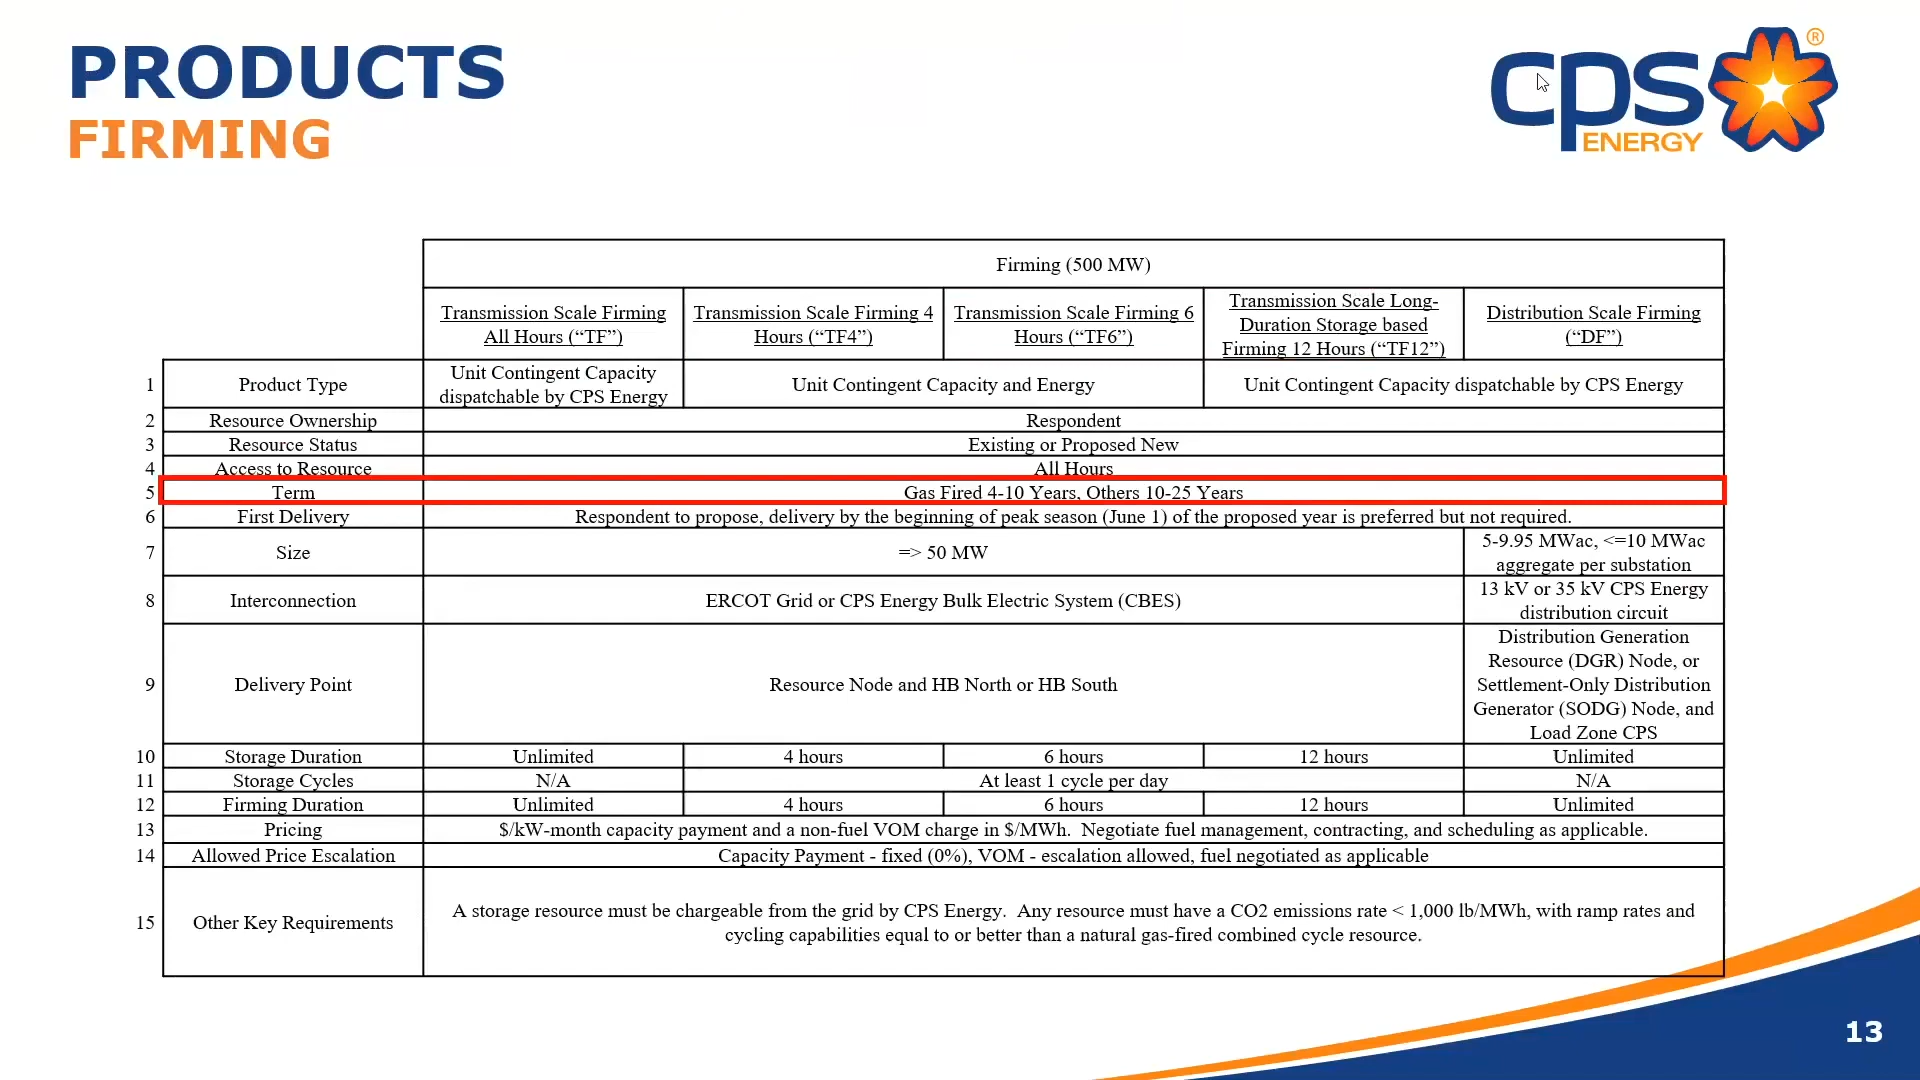 PRODUCTS
FIRMING
cps
ENERGY
®
Firming (500 MW)
Transmission Scale Firming
All Hours (“TF”)
Transmission Scale Firming 4
Hours (“TF4”)
Transmission Scale Firming 6
Hours (“TF6”)
Transmission Scale Long-
Duration Storage based
Firming 12 Hours (“TF12”)
Distribution Scale Firming
(“DF”)
1 Product Type
Unit Contingent Capacity
dispatchable by CPS Energy
Unit Contingent Capacity and Energy
Unit Contingent Capacity dispatchable by CPS Energy
2 Resource Ownership Respondent
3 Resource Status Existing or Proposed New
4 Access to Resource All Hours
5 Term Gas Fired 4-10 Years, Others 10-25 Years
6 First Delivery Respondent to propose, delivery by the beginning of peak season (June 1) of the proposed year is preferred but not required.
7 Size => 50 MW
5-9.95 MWac, <=10 MWac
aggregate per substation
8 Interconnection ERCOT Grid or CPS Energy Bulk Electric System (CBES)
13 kV or 35 kV CPS Energy
distribution circuit
9 Delivery Point Resource Node and HB North or HB South
Distribution Generation
Resource (DGR) Node, or
Settlement-Only Distribution
Generator (SODG) Node, and
Load Zone CPS
10 Storage Duration Unlimited 4 hours 6 hours 12 hours Unlimited
11 Storage Cycles N/A At least 1 cycle per day N/A
12 Firming Duration Unlimited 4 hours 6 hours 12 hours Unlimited
13 Pricing $/kW-month capacity payment and a non-fuel VOM charge in $/MWh. Negotiate fuel management, contracting, and scheduling as applicable.
14 Allowed Price Escalation Capacity Payment - fixed (0%), VOM - escalation allowed, fuel negotiated as applicable
15 Other Key Requirements
A storage resource must be chargeable from the grid by CPS Energy. Any resource must have a CO2 emissions rate < 1,000 lb/MWh, with ramp rates and
cycling capabilities equal to or better than a natural gas-fired combined cycle resource.
13